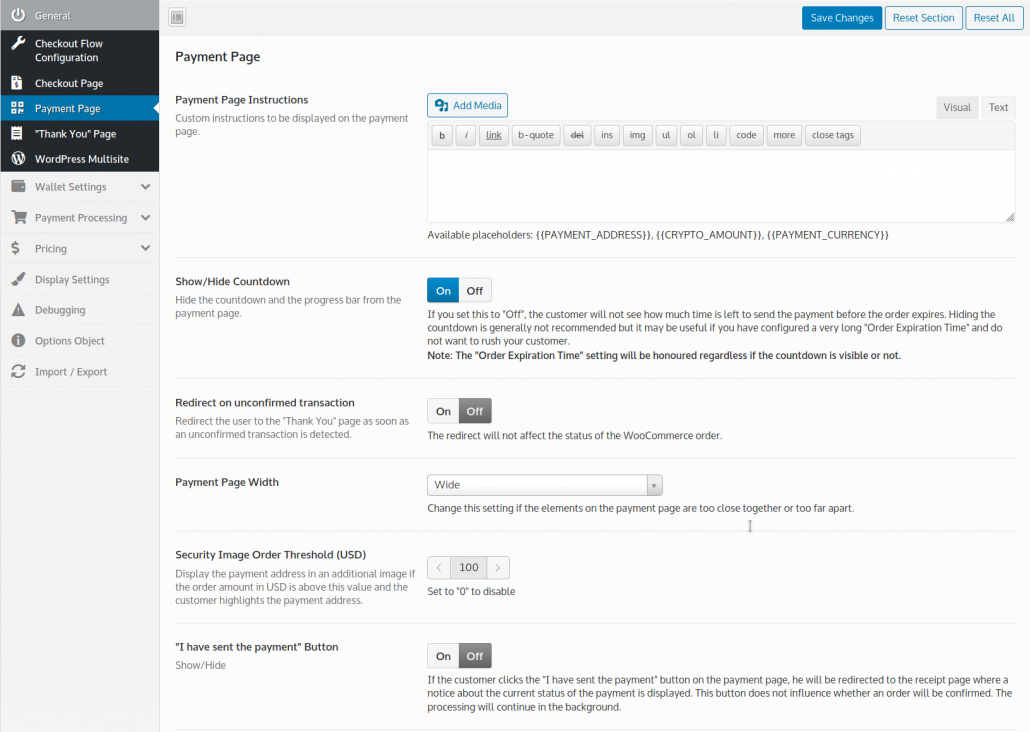 General
Checkout Flow
Configuration
Checkout Page
Payment Page
"Thank You" Page
WordPress Multisite
Wallet Settings
Payment Processing
Pricing
Display Settings
Debugging
Options Object
Import / Export
Save Changes
Reset Section
Reset All
Payment Page
Payment Page Instructions
Custom instructions to be displayed on the payment
page.
Add Media
Visual
Text
b
i
link
b-quote
del
ins
img
ul
ol
li
code
more
close tags
Available placeholders: {{PAYMENT_ADDRESS}}, {{CRYPTO_AMOUNT}}, {{PAYMENT_CURRENCY}}
Show/Hide Countdown
Hide the countdown and the progress bar from the
payment page.
On
Off
If you set this to "Off", the customer will not see how much time is left to send the payment before the order expires. Hiding the
countdown is generally not recommended but it may be useful if you have configured a very long "Order Expiration Time" and do
not want to rush your customer.
Note: The "Order Expiration Time" setting will be honoured regardless if the countdown is visible or not.
Redirect on unconfirmed transaction
Redirect the user to the "Thank You" page as soon as
an unconfirmed transaction is detected.
On
Off
The redirect will not affect the status of the WooCommerce order.
Payment Page Width
Wide
Change this setting if the elements on the payment page are too close together or too far apart.
Security Image Order Threshold (USD)
Display the payment address in an additional image if
the order amount in USD is above this value and the
customer highlights the payment address.
100
Set to "0" to disable
"I have sent the payment" Button
Show/Hide
On
Off
If the customer clicks the "I have sent the payment" button on the payment page, he will be redirected to the receipt page where a
notice about the current status of the payment is displayed. This button does not influence whether an order will be confirmed. The
processing will continue in the background.